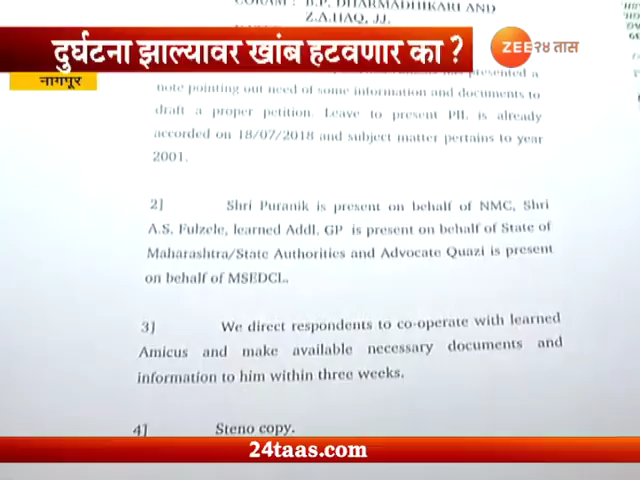 CORAM : B.P. DHARMADHIKARI AND
Z.A.HAQ, JJ.
दुर्घटना झाल्यावर खांब हटवणार का ?
ZEE२४ तास
नागपूर
presented a
note pointing out need of some information and documents to
draft a proper petition. Leave to present PIL is already
accorded on 18/07/2018 and subject matter pertains to year
2001.
2] Shri Puranik is present on behalf of NMC, Shri
A.S. Fulzele, learned Addl. GP is present on behalf of State of
Maharashtra/State Authorities and Advocate Quazi is present
on behalf of MSEDCL.
3] We direct respondents to co-operate with learned
Amicus and make available necessary documents and
information to him within three weeks.
4] Steno copy.
24taas.com